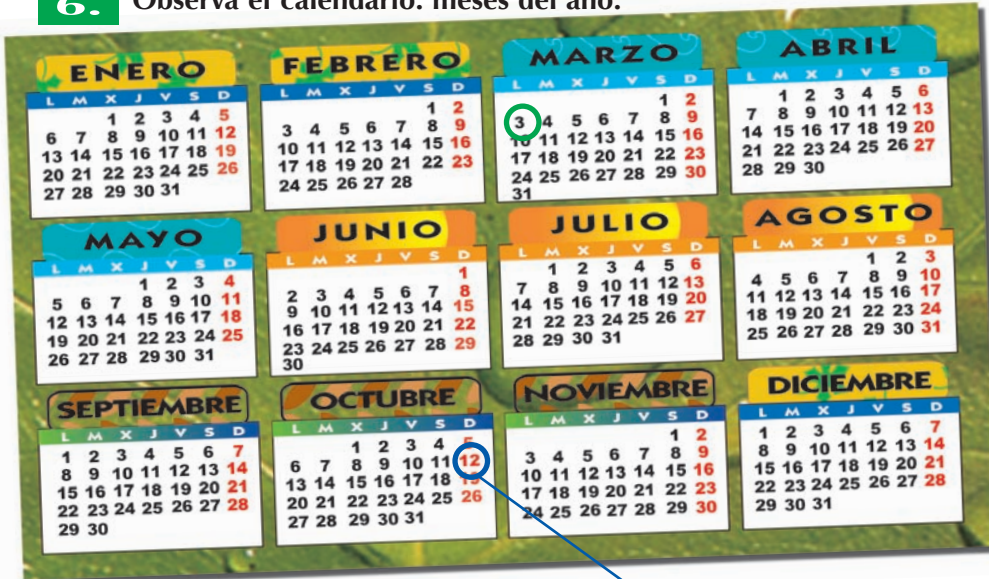 6. Observa el calendario: meses del año.
ENERO
L M X J V S D
1 2 3 4 5
6 7 8 9 10 11 12
13 14 15 16 17 18 19
20 21 22 23 24 25 26
27 28 29 30 31
FEBRERO
L M X J V S D
1 2
3 4 5 6 7 8 9
10 11 12 13 14 15 16
17 18 19 20 21 22 23
24 25 26 27 28
MARZO
L M X J V S D
1 2
3 4 5 6 7 8 9
10 11 12 13 14 15 16
17 18 19 20 21 22 23
24 25 26 27 28 29 30
31
ABRIL
L M X J V S D
1 2 3 4 5 6
7 8 9 10 11 12 13
14 15 16 17 18 19 20
21 22 23 24 25 26 27
28 29 30
MAYO
L M X J V S D
1 2 3 4
5 6 7 8 9 10 11
12 13 14 15 16 17 18
19 20 21 22 23 24 25
26 27 28 29 30 31
JUNIO
L M X J V S D
1
2 3 4 5 6 7 8
9 10 11 12 13 14 15
16 17 18 19 20 21 22
23 24 25 26 27 28 29
30
JULIO
L M X J V S D
1 2 3 4 5 6
7 8 9 10 11 12 13
14 15 16 17 18 19 20
21 22 23 24 25 26 27
28 29 30 31
AGOSTO
L M X J V S D
1 2 3
4 5 6 7 8 9 10
11 12 13 14 15 16 17
18 19 20 21 22 23 24
25 26 27 28 29 30 31
SEPTIEMBRE
L M X J V S D
1 2 3 4 5 6 7
8 9 10 11 12 13 14
15 16 17 18 19 20 21
22 23 24 25 26 27 28
29 30
OCTUBRE
L M X J V S D
1 2 3 4 5
6 7 8 9 10 11 12
13 14 15 16 17 18 19
20 21 22 23 24 25 26
27 28 29 30 31
NOVIEMBRE
L M X J V S D
1 2
3 4 5 6 7 8 9
10 11 12 13 14 15 16
17 18 19 20 21 22 23
24 25 26 27 28 29 30
DICIEMBRE
L M X J V S D
1 2 3 4 5 6 7
8 9 10 11 12 13 14
15 16 17 18 19 20 21
22 23 24 25 26 27 28
29 30 31